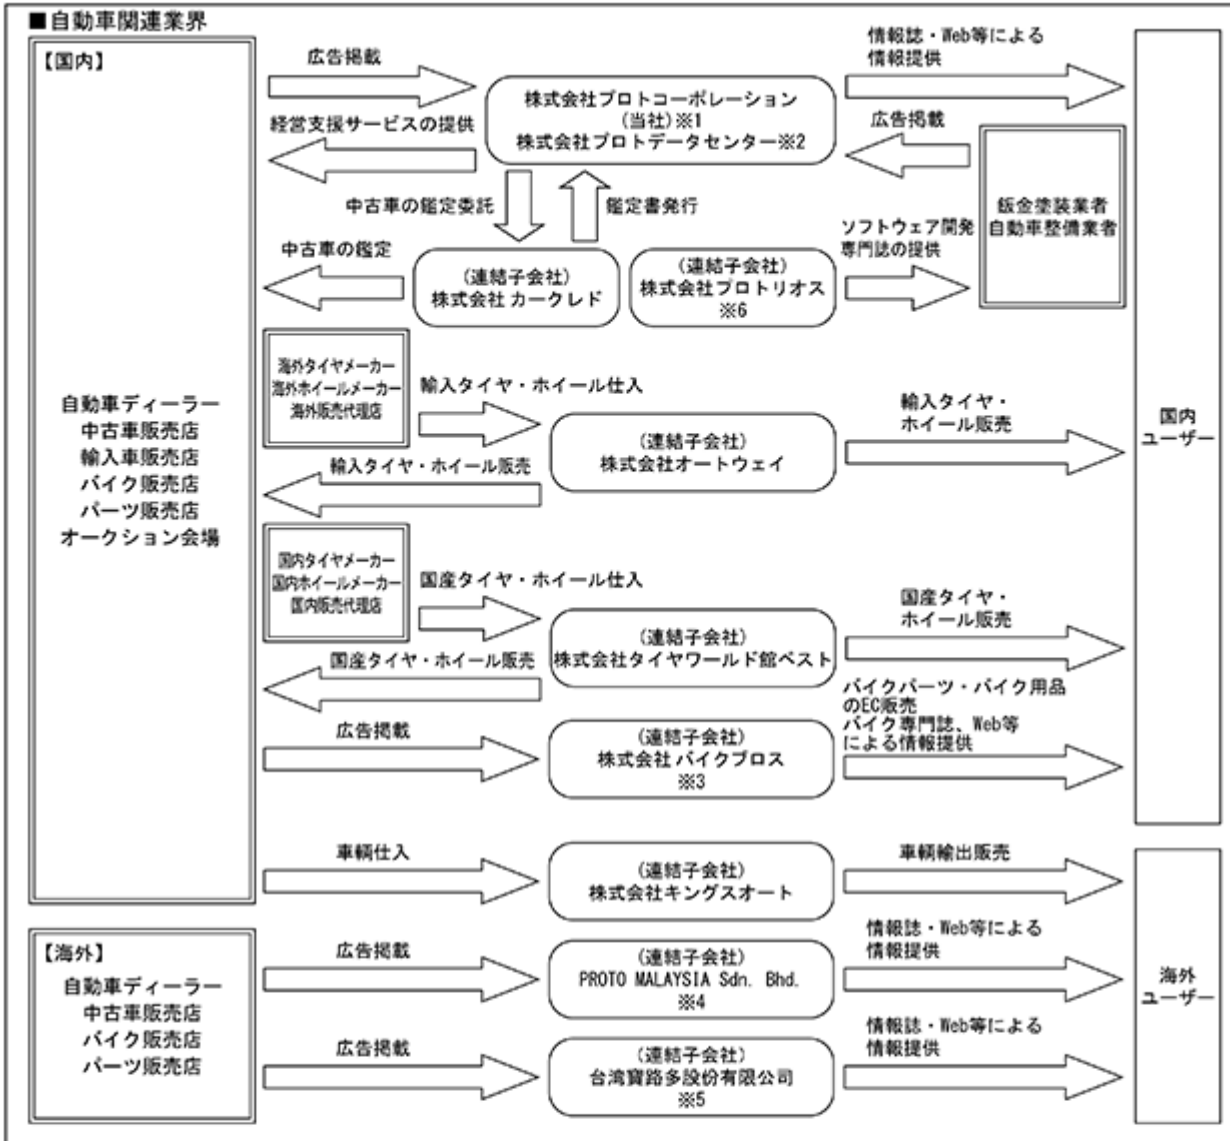 ■自動車関連業界
【国内】
自動車ディーラー
中古車販売店
輸入車販売店
バイク販売店
パーツ販売店
オークション会場
広告掲載
経営支援サービスの提供
株式会社プロトコーポレーション
(当社)※1
株式会社プロトデータセンター※2
情報誌・Web等による
情報提供
広告掲載
鈑金塗装業者
自動車整備業者
中古車の鑑定委託
鑑定書発行
中古車の鑑定
(連結子会社)
株式会社 カークレド
(連結子会社)
株式会社プロトリオス
※6
ソフトウェア開発
専門誌の提供
海外タイヤメーカー
海外ホイールメーカー
海外販売代理店
輸入タイヤ・ホイール仕入
輸入タイヤ・ホイール販売
(連結子会社)
株式会社オートウェイ
輸入タイヤ・
ホイール販売
国内
ユーザー
国内タイヤメーカー
国内ホイールメーカー
国内販売代理店
国産タイヤ・ホイール仕入
国産タイヤ・ホイール販売
(連結子会社)
株式会社タイヤワールド館ベスト
国産タイヤ・
ホイール販売
広告掲載
(連結子会社)
株式会社 バイクブロス
※3
バイクパーツ・バイク用品
のEC販売
バイク専門誌、Web等
による情報提供
車輌仕入
(連結子会社)
株式会社キングスオート
車輌輸出販売
【海外】
自動車ディーラー
中古車販売店
バイク販売店
パーツ販売店
広告掲載
(連結子会社)
PROTO MALAYSIA Sdn. Bhd.
※4
情報誌・Web等による
情報提供
海外
ユーザー
広告掲載
(連結子会社)
台湾寶路多股份有限公司
※5
情報誌・Web等による
情報提供